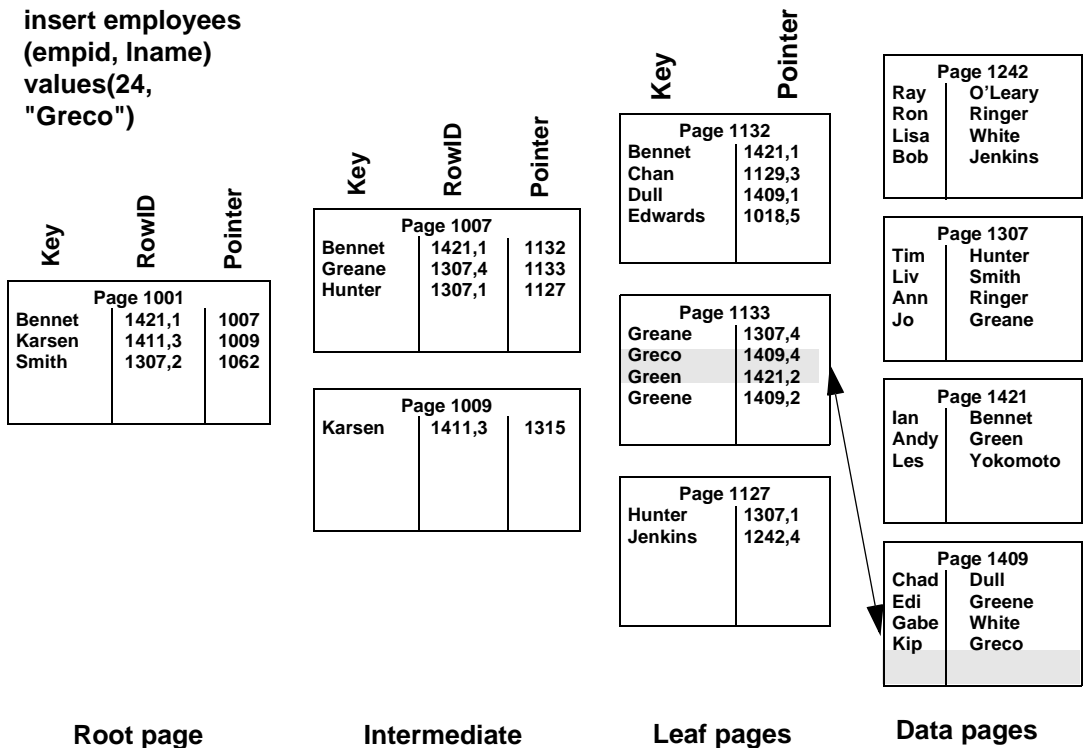 insert employees
(empid, lname)
values(24,
"Greco")
Key RowID Pointer
Page 1001
Bennet 1421,1 1007
Karsen 1411,3 1009
Smith 1307,2 1062
Root page
Key RowID Pointer
Page 1007
Bennet 1421,1 1132
Greane 1307,4 1133
Hunter 1307,1 1127
Page 1009
Karsen 1411,3 1315
Intermediate
Key Pointer
Page 1132
Bennet 1421,1
Chan 1129,3
Dull 1409,1
Edwards 1018,5
Page 1133
Greane 1307,4
Greco 1409,4
Green 1421,2
Greene 1409,2
Page 1127
Hunter 1307,1
Jenkins 1242,4
Leaf pages
Page 1242
Ray O’Leary
Ron Ringer
Lisa White
Bob Jenkins
Page 1307
Tim Hunter
Liv Smith
Ann Ringer
Jo Greane
Page 1421
Ian Bennet
Andy Green
Les Yokomoto
Page 1409
Chad Dull
Edi Greene
Gabe White
Kip Greco
Data pages